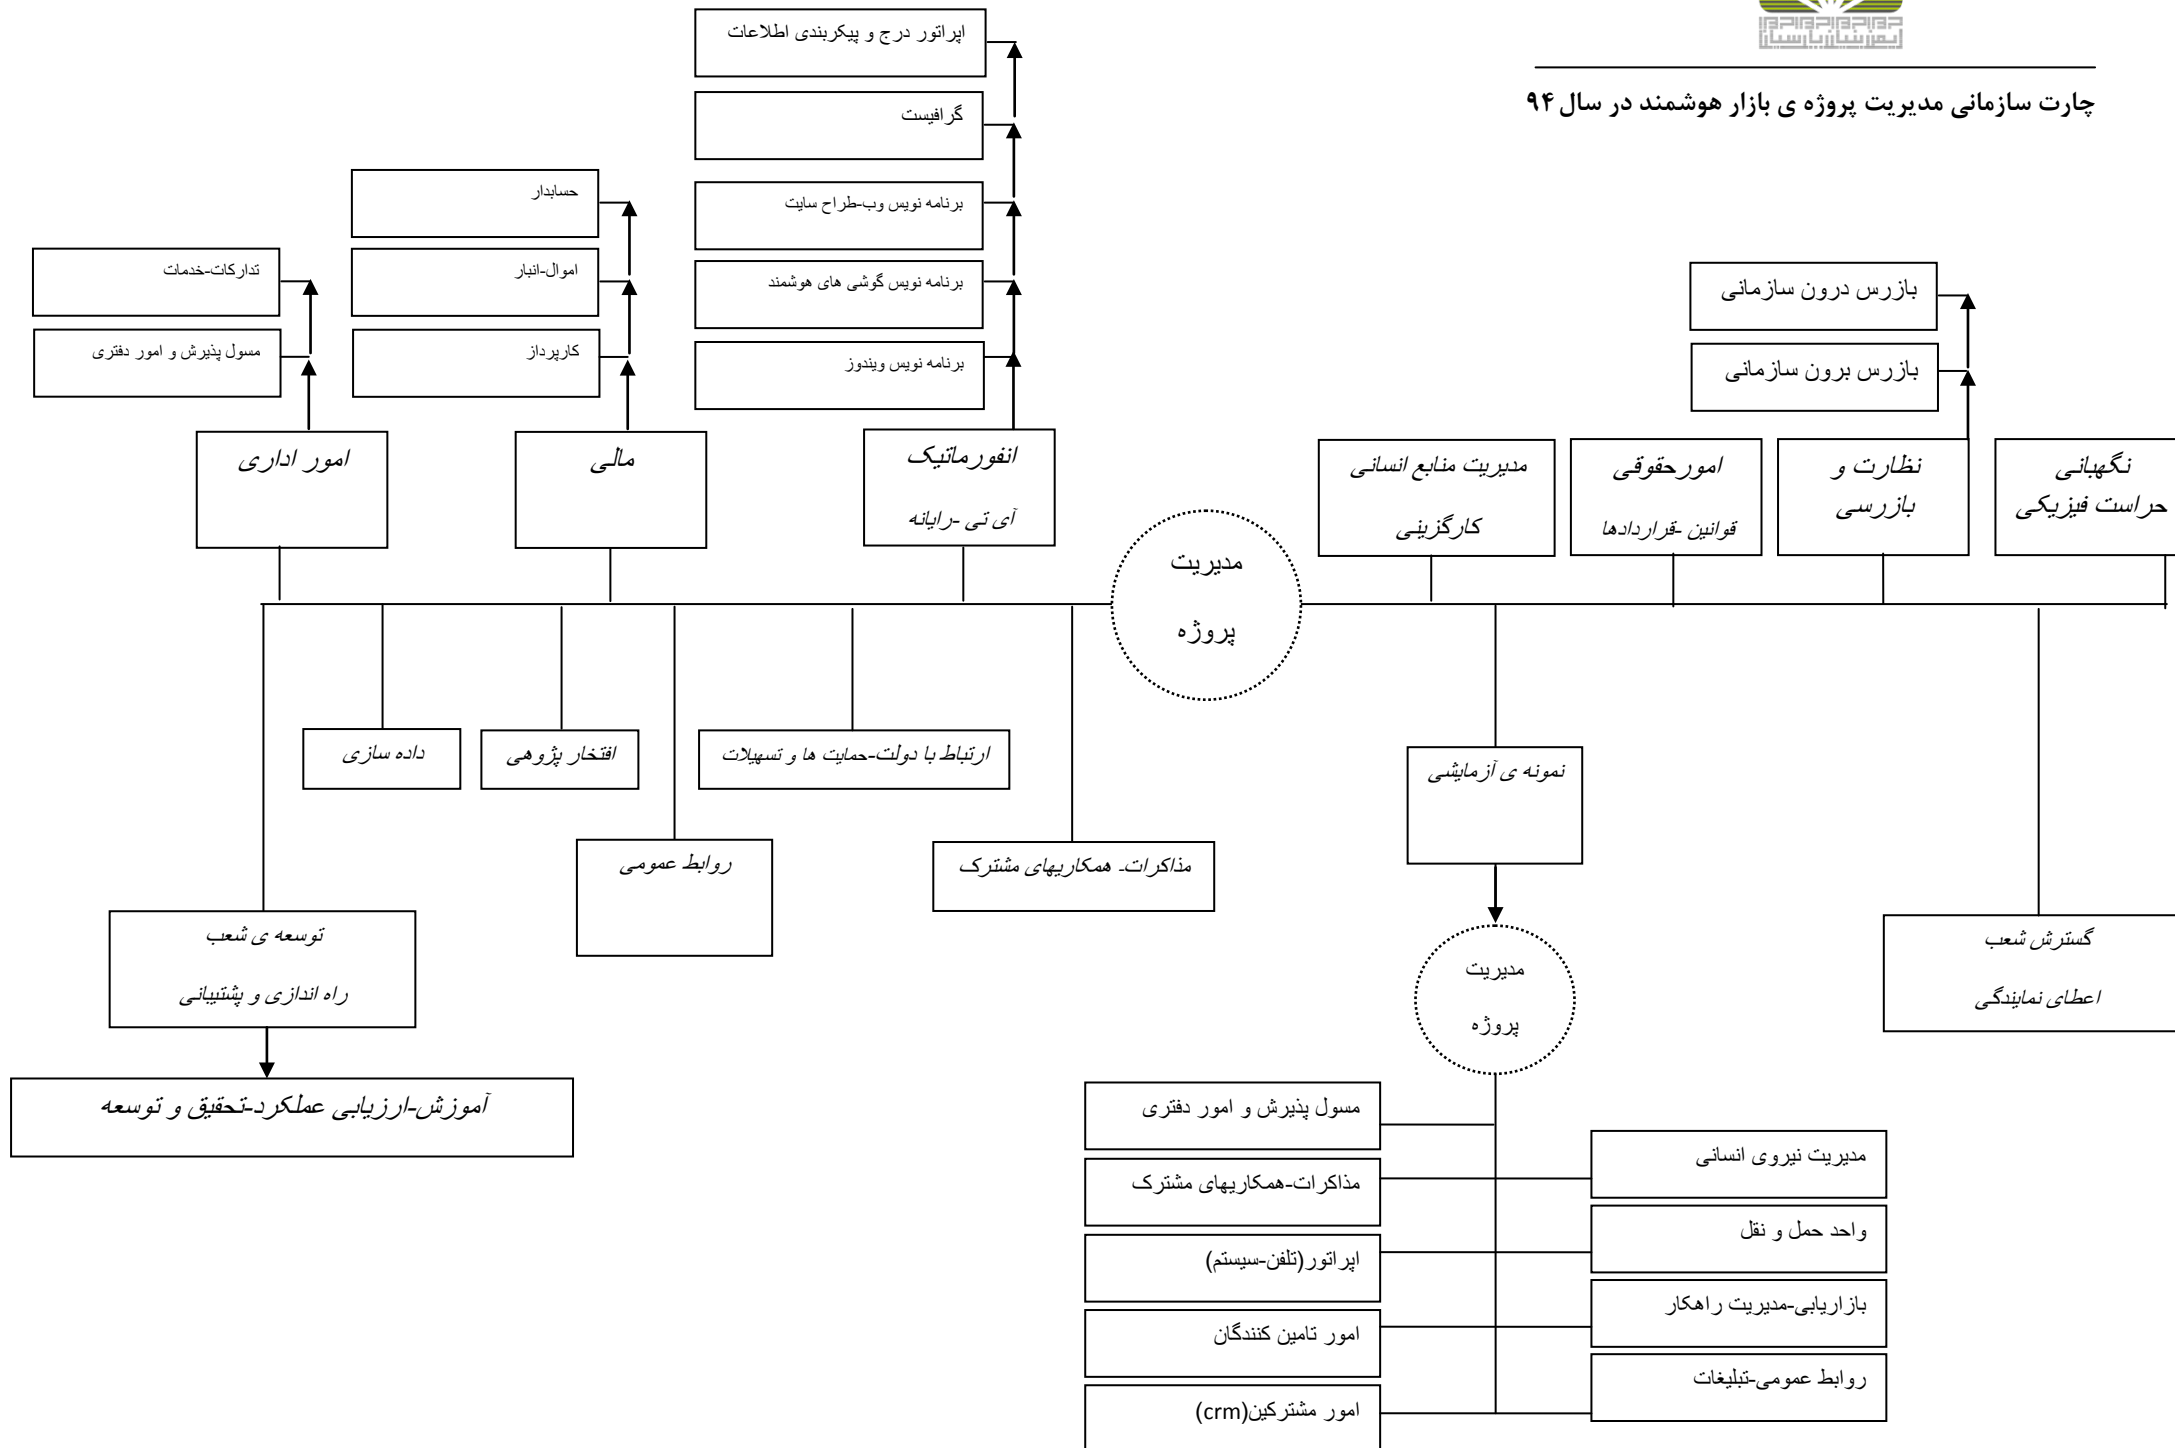 چارت سازمانی مدیریت پروژه ی بازار هوشمند در سال ۹۴
اپراتور درج و پیکربندی اطلاعات
گرافیست
برنامه نویس وب-طراح سایت
برنامه نویس گوشی های هوشمند
برنامه نویس ویندوز
حسابدار
اموال-انبار
کارپرداز
تدارکات-خدمات
مسول پذیرش و امور دفتری
بازرس درون سازمانی
بازرس برون سازمانی
نگهبانی
حراست فیزیکی
نظارت و
بازرسی
امورحقوقی
قوانین -قراردادها
مدیریت منابع انسانی
کارگزینی
انفورماتیک
آی تی -رایانه
مالی
امور اداری
مدیریت
پروژه
نمونه ی آزمایشی
ارتباط با دولت-حمایت ها و تسهیلات
افتخار پژوهی
داده سازی
مذاکرات- همکاریهای مشترک
روابط عمومی
گسترش شعب
اعطای نمایندگی
توسعه ی شعب
راه اندازی و پشتیبانی
آموزش-ارزیابی عملکرد-تحقیق و توسعه
مدیریت
پروژه
مدیریت نیروی انسانی
واحد حمل و نقل
بازاریابی-مدیریت راهکار
روابط عمومی-تبلیغات
مسول پذیرش و امور دفتری
مذاکرات-همکاریهای مشترک
اپراتور(تلفن-سیستم)
امور تامین کنندگان
امور مشترکین(crm)